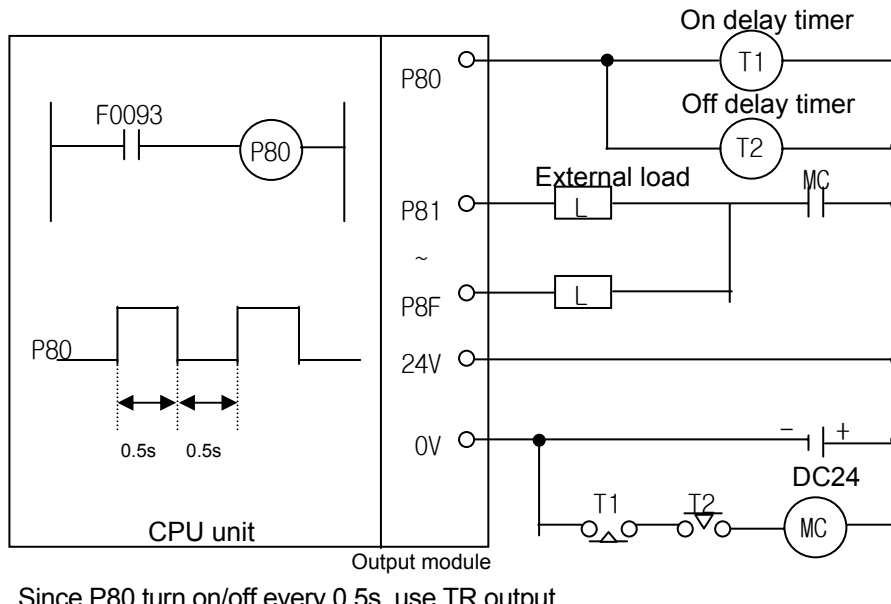 On delay timer
P80
T1
F0093
Off delay timer
P80
T2
External load
MC
P81
L
~
P8F
L
P80
24V
0.5s 0.5s
0V
- +
DC24
T1 T2
MC
CPU unit
Output module
Since P80 turn on/off every 0.5s, use TR output